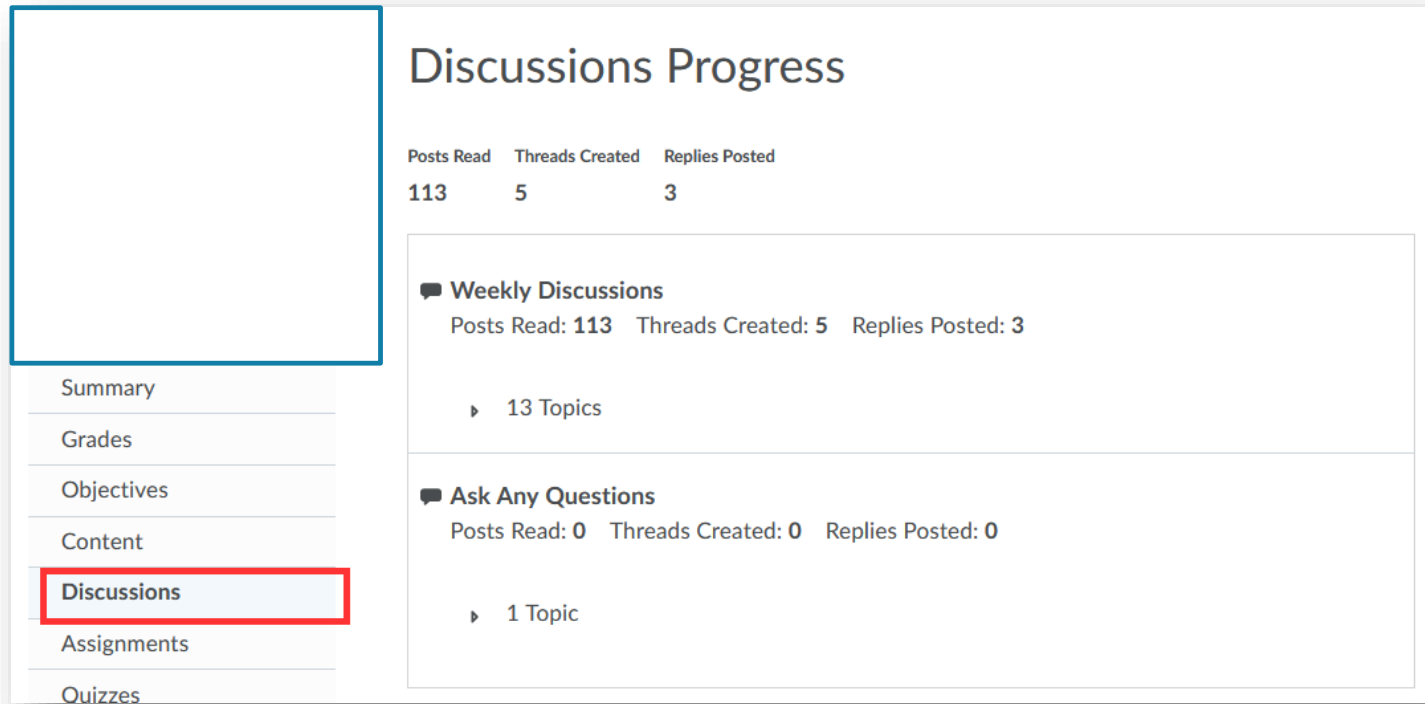 Discussions Progress
Posts Read Threads Created Replies Posted
113 5 3
Weekly Discussions
Posts Read: 113 Threads Created: 5 Replies Posted: 3
13 Topics
Ask Any Questions
Posts Read: 0 Threads Created: 0 Replies Posted: 0
1 Topic
Summary
Grades
Objectives
Content
Discussions
Assignments
Quizzes